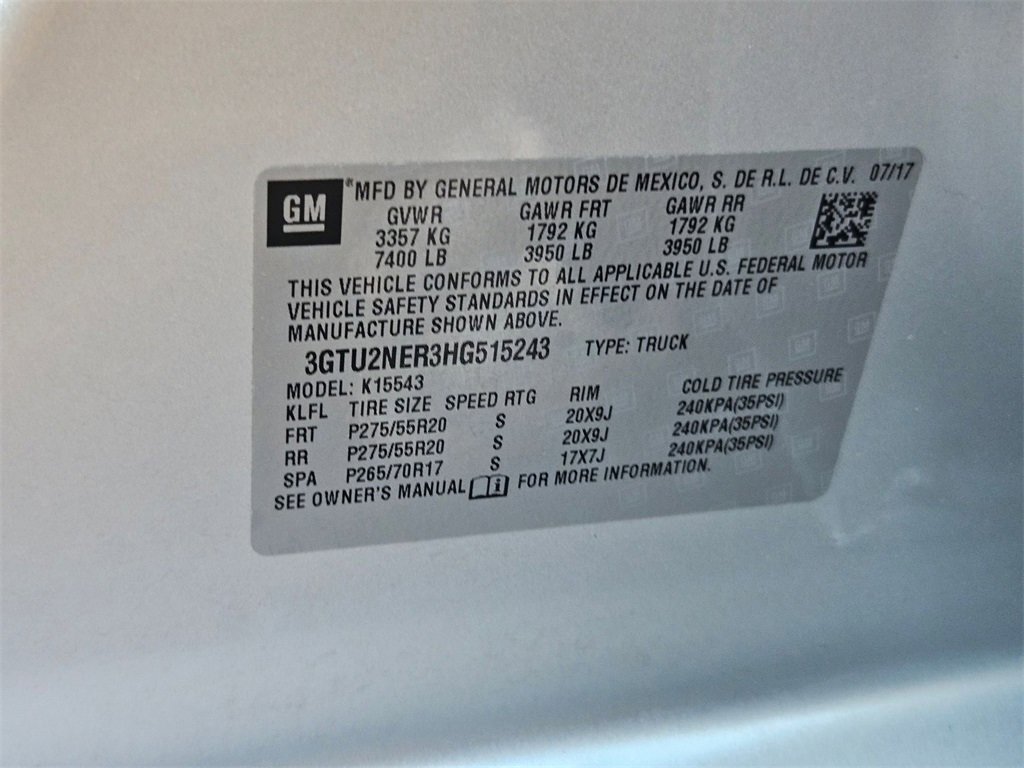 GM *MFD BY GENERAL MOTORS DE MEXICO, S. DE R.L. DE C.V. 07/17
GVWR GAWR FRT GAWR RR
3357 KG 1792 KG 1792 KG
7400 LB 3950 LB 3950 LB
THIS VEHICLE CONFORMS TO ALL APPLICABLE U.S. FEDERAL MOTOR
VEHICLE SAFETY STANDARDS IN EFFECT ON THE DATE OF
MANUFACTURE SHOWN ABOVE.
3GTU2NER3HG515243 TYPE: TRUCK
MODEL: K15543
KLFL TIRE SIZE SPEED RTG RIM COLD TIRE PRESSURE
FRT P275/55R20 S 20X9J 240KPA(35PSI)
RR P275/55R20 S 20X9J 240KPA(35PSI)
SPA P265/70R17 S 17X7J 240KPA(35PSI)
SEE OWNER'S MANUAL i FOR MORE INFORMATION.